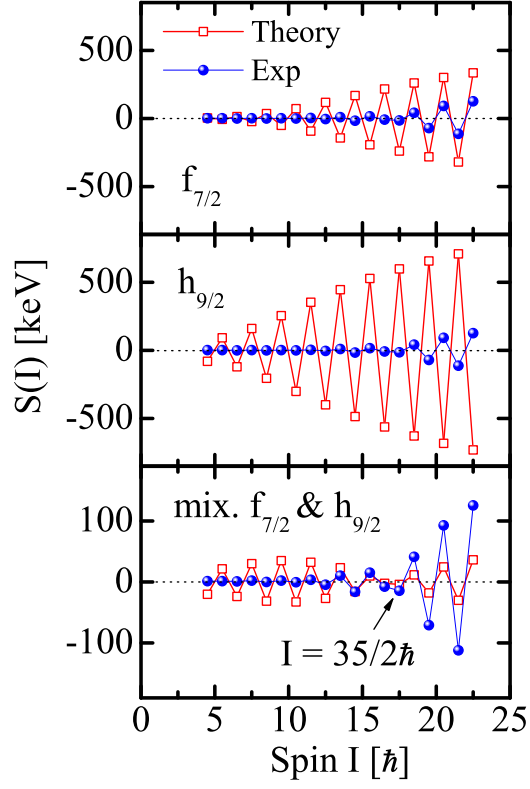 500
Theory
Exp
0
-500
f7/2
S(I) [keV]
500
h9/2
0
-500
mix. f7/2 & h9/2
100
0
-100
I = 35/2ℏ
0 5 10 15 20 25
Spin I [ℏ]